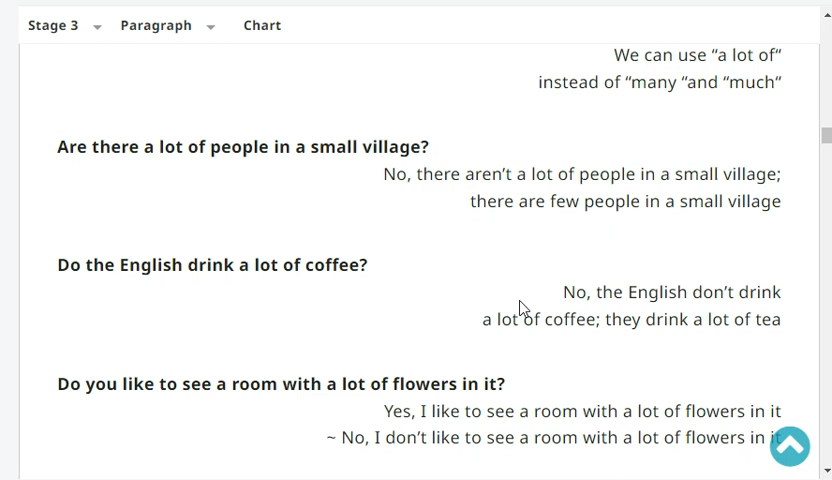 Stage 3
Paragraph
Chart
We can use “a lot of“
instead of “many “and “much“
Are there a lot of people in a small village?
No, there aren’t a lot of people in a small village;
there are few people in a small village
Do the English drink a lot of coffee?
No, the English don’t drink
a lot of coffee; they drink a lot of tea
Do you like to see a room with a lot of flowers in it?
Yes, I like to see a room with a lot of flowers in it
~ No, I don’t like to see a room with a lot of flowers in it